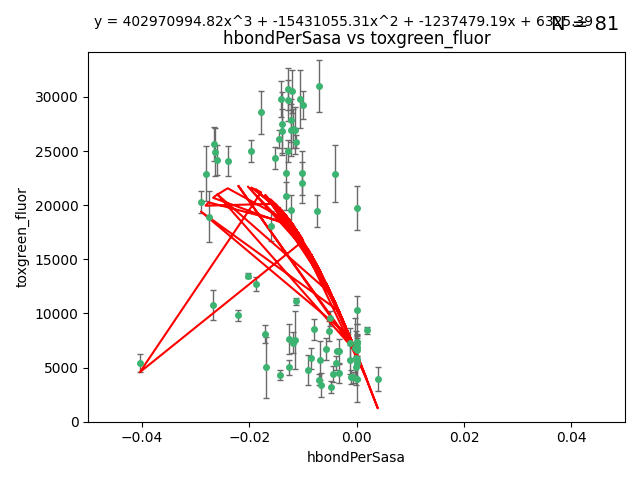 y = 402970994.82x^3 + -15431055.31x^2 + -1237479.19x + 6325.39
N = 81
hbondPerSasa vs toxgreen_fluor
toxgreen_fluor
30000
25000
20000
15000
10000
5000
0
−0.04
−0.02
0.00
0.02
0.04
hbondPerSasa